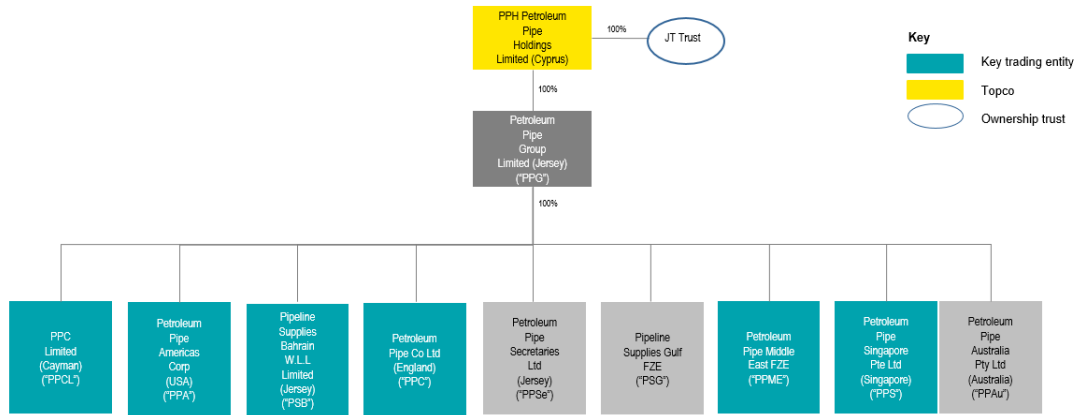 PPH Petroleum
Pipe
Holdings
Limited (Cyprus)
100%
JT Trust
Key
Key trading entity
Topco
Ownership trust
100%
Petroleum
Pipe
Group
Limited (Jersey)
("PPG")
100%
PPC
Limited
(Cayman)
("PPCL")
Petroleum
Pipe
Americas
Corp
(USA)
("PPA")
Pipeline
Supplies
Bahrain
W.L.L
Limited
(Jersey)
("PSB")
Petroleum
Pipe Co Ltd
(England)
("PPC")
Petroleum
Pipe
Secretaries
Ltd
(Jersey)
("PPSe")
Pipeline
Supplies Gulf
FZE
("PSG")
Petroleum
Pipe Middle
East FZE
("PPME")
Petroleum
Pipe
Singapore
Pte Ltd
(Singapore)
("PPS")
Petroleum
Pipe
Australia
Pty Ltd
(Australia)
("PPAu")